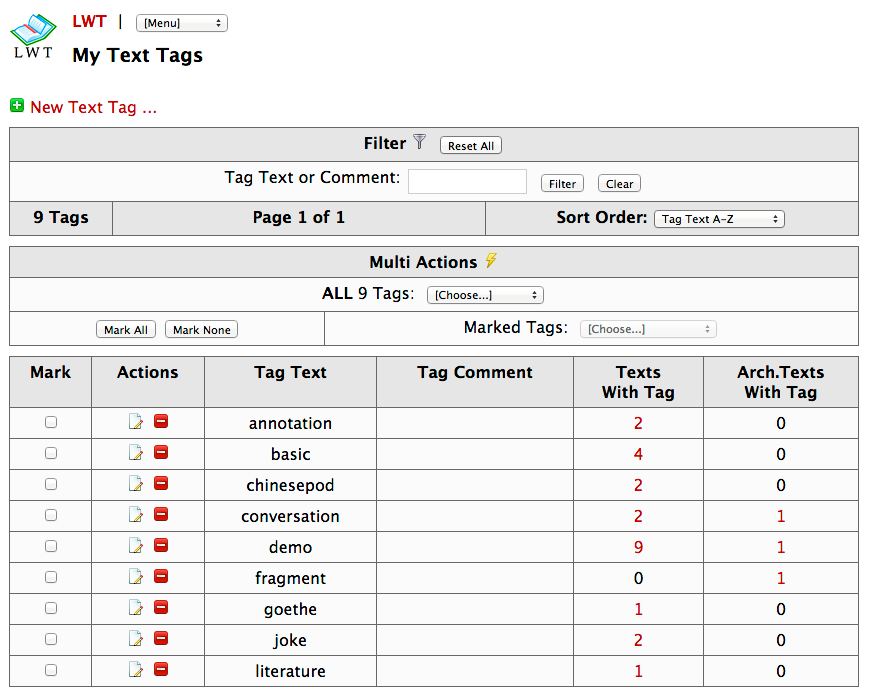 LWT | [Menu]
LWT
My Text Tags
New Text Tag ...
Filter Reset All
Tag Text or Comment: Filter Clear
9 Tags Page 1 of 1 Sort Order: Tag Text A-Z
Multi Actions
ALL 9 Tags: [Choose...]
Mark All Mark None Marked Tags: [Choose...]
Mark Actions Tag Text Tag Comment Texts With Tag Arch.Texts With Tag
annotation 2 0
basic 4 0
chinesepod 2 0
conversation 2 1
demo 9 1
fragment 0 1
goethe 1 0
joke 2 0
literature 1 0